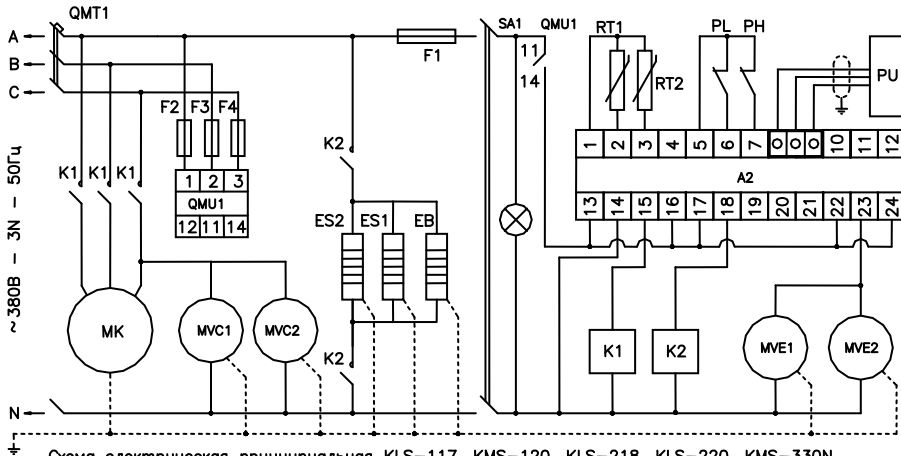 QMT1
A
B
C
~380В – 3N – 50Гц
N
F1
SA1
QMU1
11
14
RT1
RT2
PL
PH
PU
F2
F3
F4
K1
K1
K1
1 2 3
QMU1
12 11 14
K2
ES2
ES1
EB
K2
1 2 3 4 5 6 7 O O O 10 11 12
A2
13 14 15 16 17 18 19 20 21 22 23 24
MK
MVC1
MVC2
K1
K2
MVE1
MVE2
Схема электрическая принципиальная KLS–117, KMS–120, KLS–218, KLS–220, KMS–330N